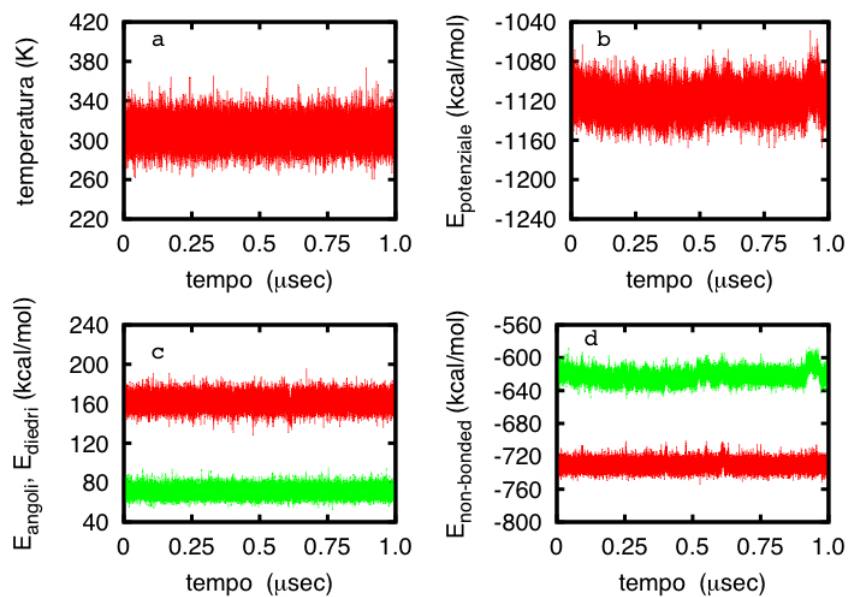 a
420
380
340
300
260
220
temperatura (K)
0 0.25 0.5 0.75 1.0
tempo (μsec)
b
-1040
-1080
-1120
-1160
-1200
-1240
E_potenziale (kcal/mol)
0 0.25 0.5 0.75 1.0
tempo (μsec)
c
240
200
160
120
80
40
E_angoli, E_diedri (kcal/mol)
0 0.25 0.5 0.75 1.0
tempo (μsec)
d
-560
-600
-640
-680
-720
-760
-800
E_non-bonded (kcal/mol)
0 0.25 0.5 0.75 1.0
tempo (μsec)